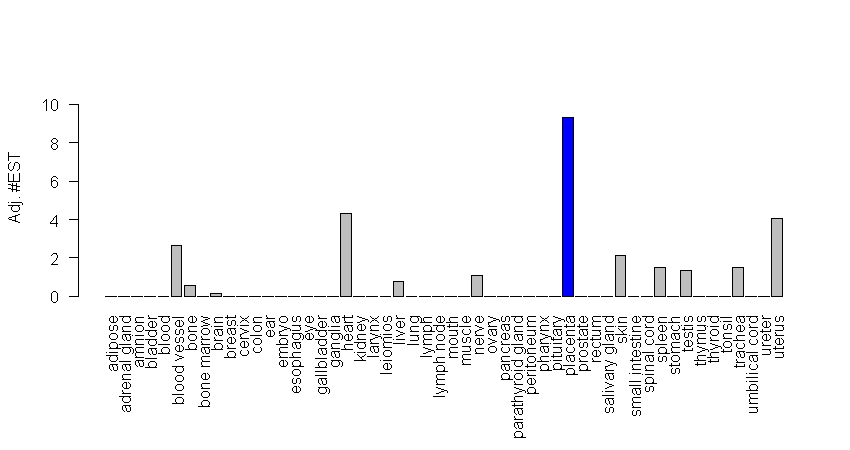 Adj. #EST
10
8
6
4
2
0
adipose
adrenal gland
amnion
bladder
blood
blood vessel
bone
bone marrow
brain
breast
cervix
colon
ear
embryo
esophagus
eye
gallbladder
ganglia
heart
kidney
larynx
leiomios
liver
lung
lymph
lymph node
mouth
muscle
nerve
ovary
pancreas
parathyroid gland
peritoneum
pharynx
pituitary
placenta
prostate
rectum
salivary gland
skin
small intestine
spinal cord
spleen
stomach
testis
thymus
thyroid
tonsil
trachea
umbilical cord
ureter
uterus